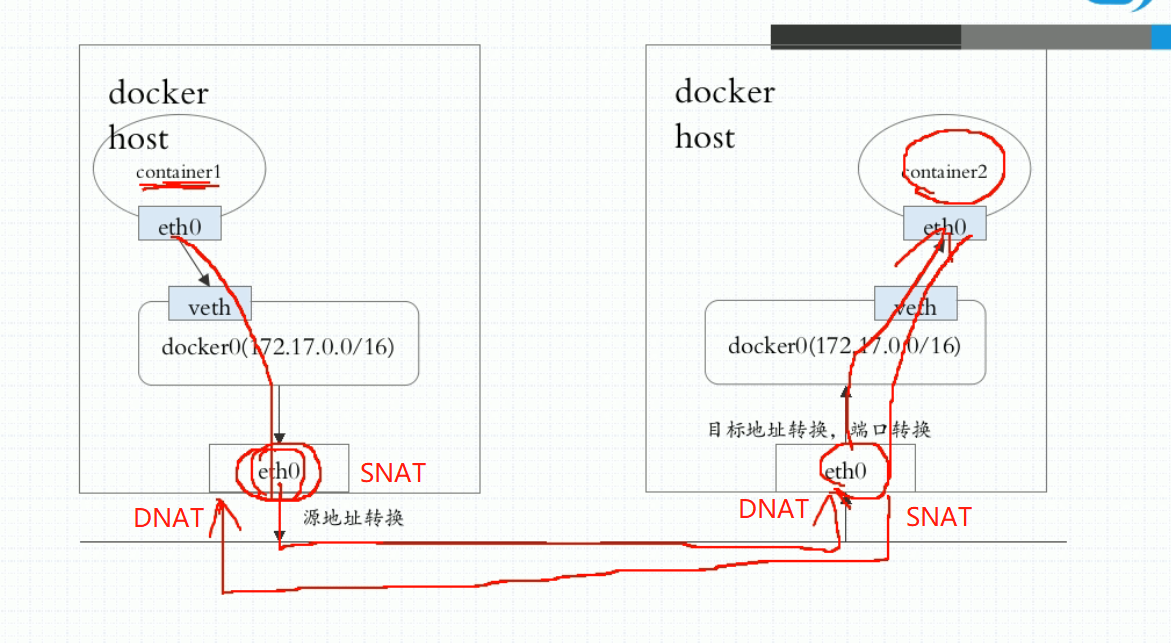 docker
host
container1
eth0
veth
docker0(172.17.0.0/16)
eth0
SNAT
DNAT
源地址转换
docker
host
container2
eth0
veth
docker0(172.17.0.0/16)
目标地址转换，端口转换
eth0
DNAT
SNAT